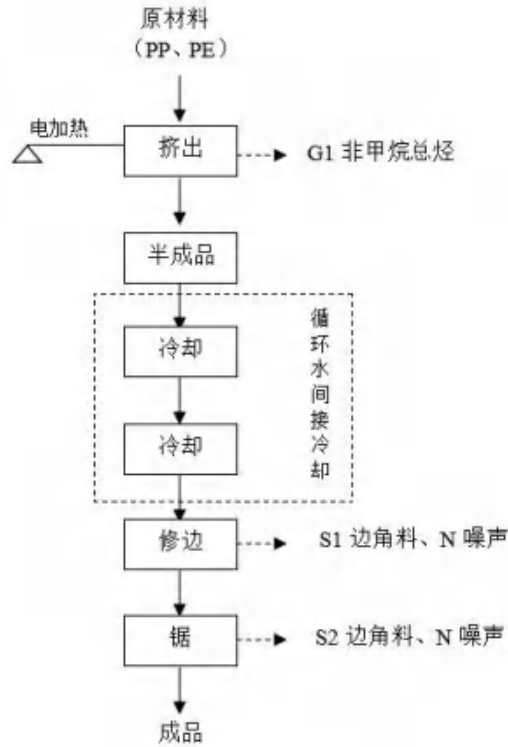 原材料
（PP、PE）
电加热
挤出
G1 非甲烷总烃
半成品
冷却
循环水间接冷却
冷却
修边
S1 边角料、N 噪声
锯
S2 边角料、N 噪声
成品